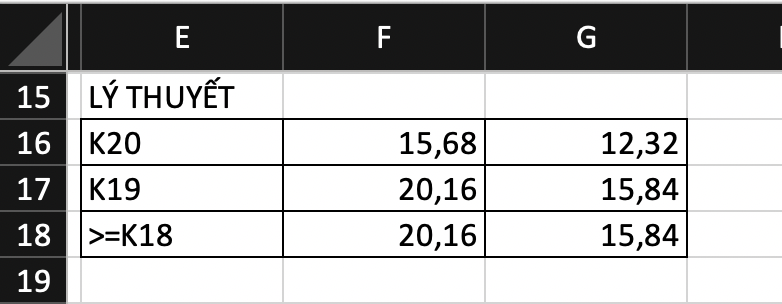 E F G
15 LÝ THUYẾT
16 K20 15,68 12,32
17 K19 20,16 15,84
18 >=K18 20,16 15,84
19